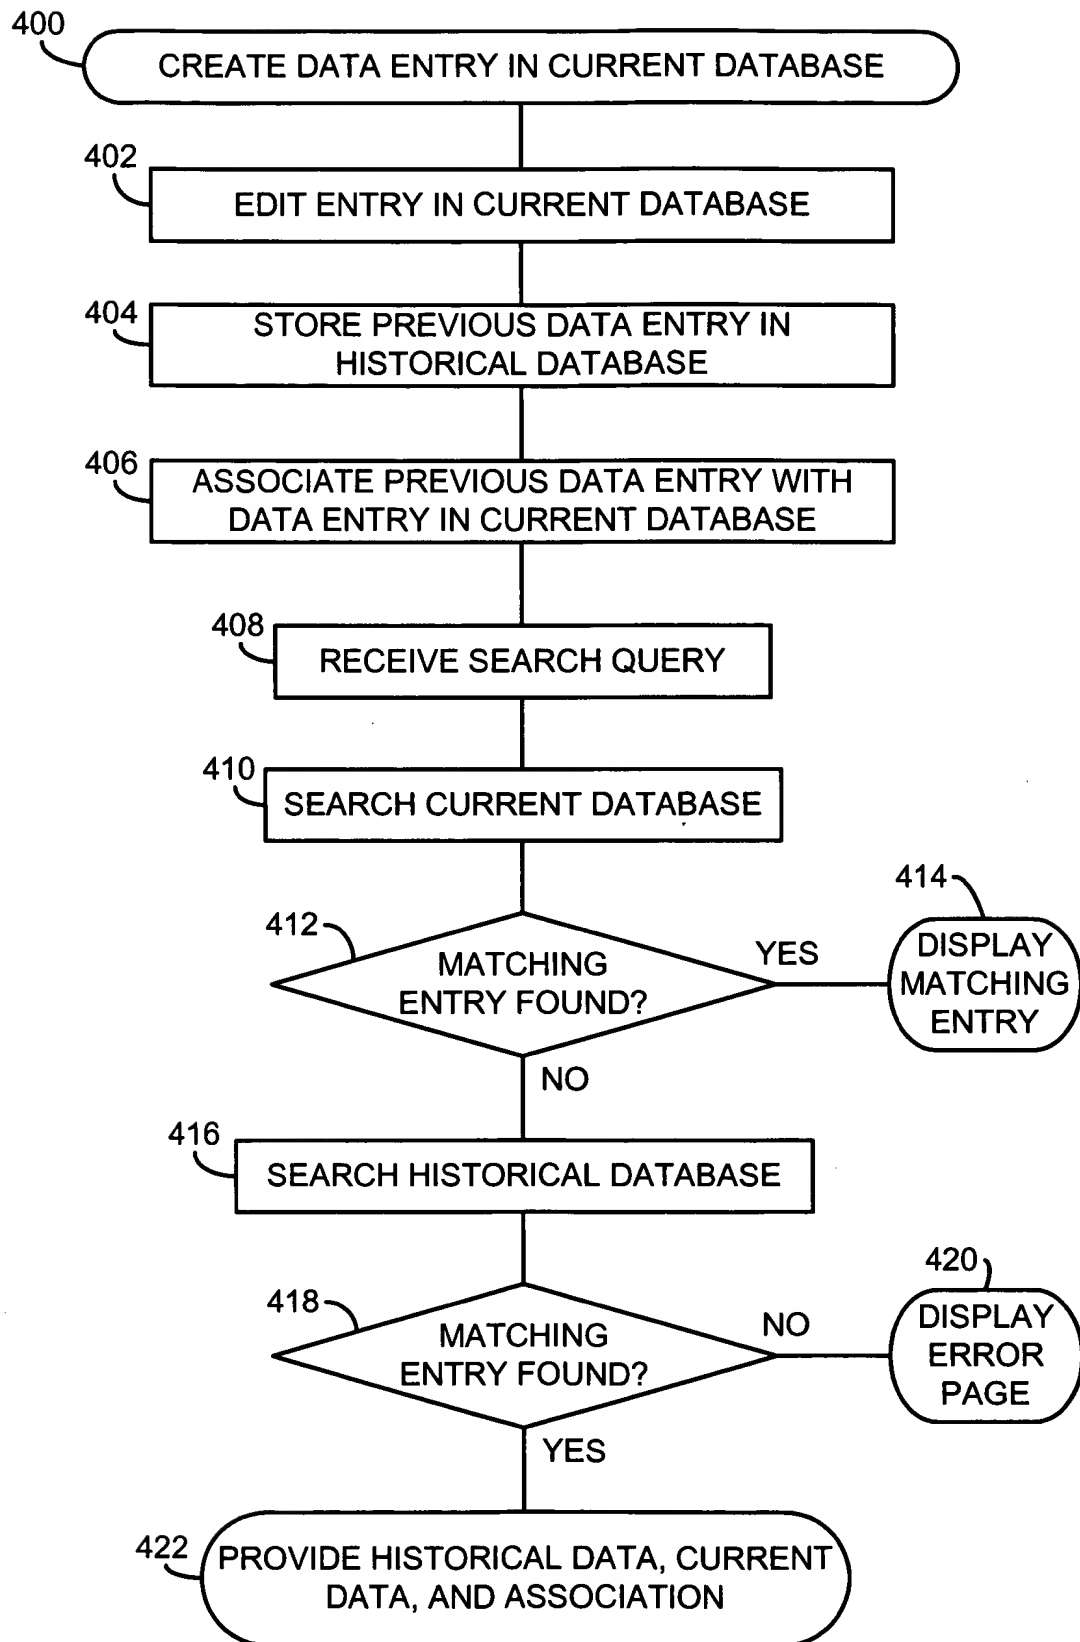 400
CREATE DATA ENTRY IN CURRENT DATABASE
402
EDIT ENTRY IN CURRENT DATABASE
404
STORE PREVIOUS DATA ENTRY IN
HISTORICAL DATABASE
406
ASSOCIATE PREVIOUS DATA ENTRY WITH
DATA ENTRY IN CURRENT DATABASE
408
RECEIVE SEARCH QUERY
410
SEARCH CURRENT DATABASE
412
MATCHING
ENTRY FOUND?
YES
414
DISPLAY
MATCHING
ENTRY
NO
416
SEARCH HISTORICAL DATABASE
418
MATCHING
ENTRY FOUND?
NO
420
DISPLAY
ERROR
PAGE
YES
422
PROVIDE HISTORICAL DATA, CURRENT
DATA, AND ASSOCIATION